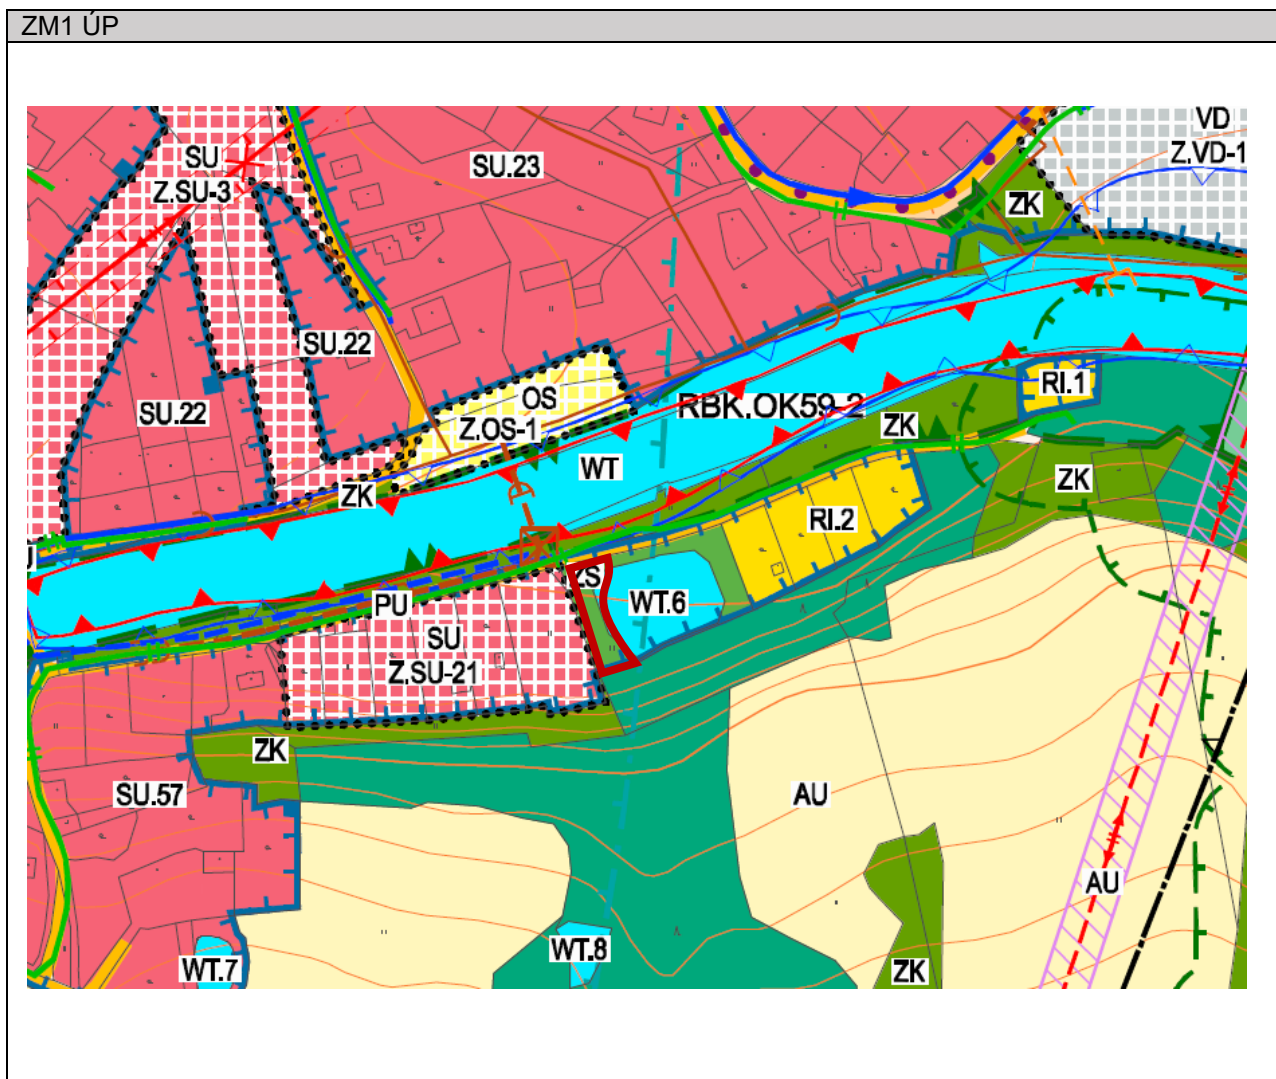 ZM1 ÚP
VD
Z.VD-1
SU
Z.SU-3
SU.23
ZK
SU.22
SU.22
OS
Z.OS-1
RI.1
RBK.OK59-2
ZK
WT
ZK
ZK
RI.2
ZS
WT.6
PU
SU
Z.SU-21
ZK
SU.57
AU
AU
WT.8
WT.7
ZK